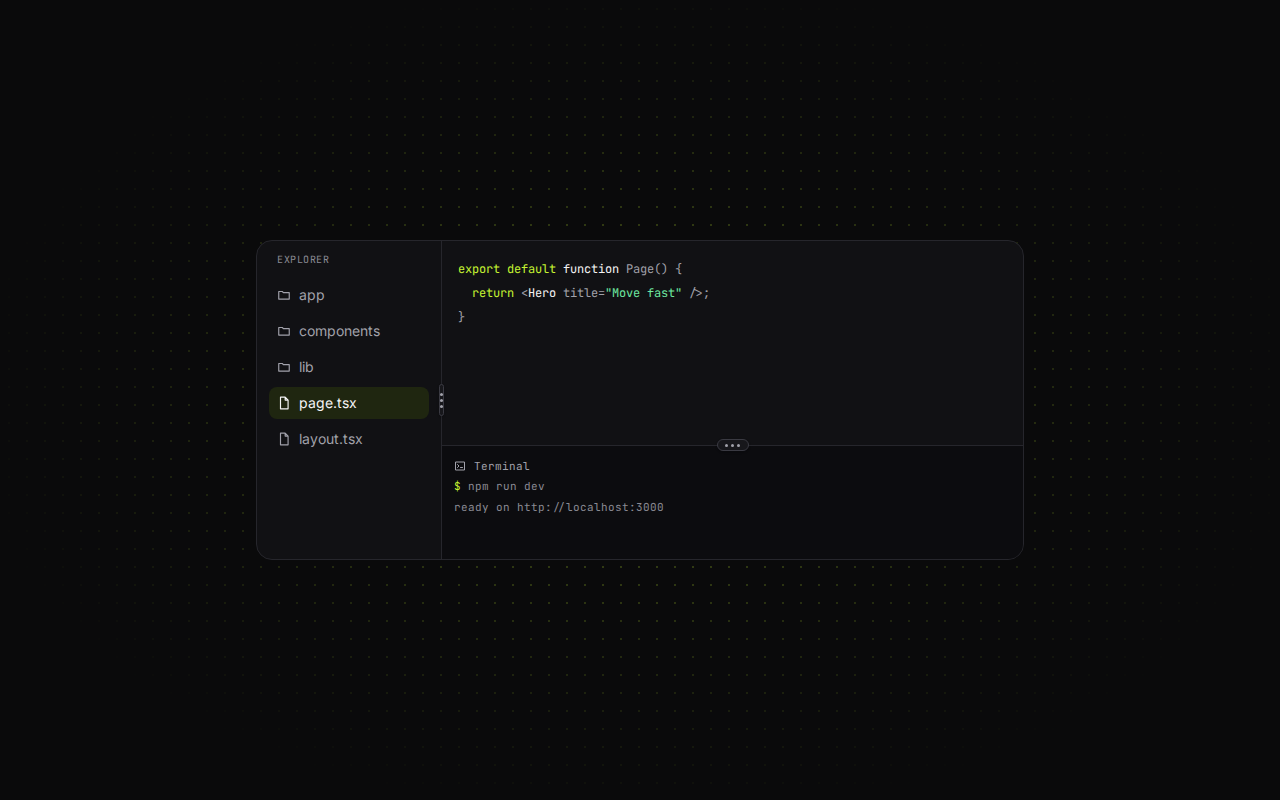 EXPLORER
app
components
lib
page.tsx
layout.tsx
export default function Page() {
  return <Hero title="Move fast" />;
}
Terminal
$ npm run dev
ready on http://localhost:3000